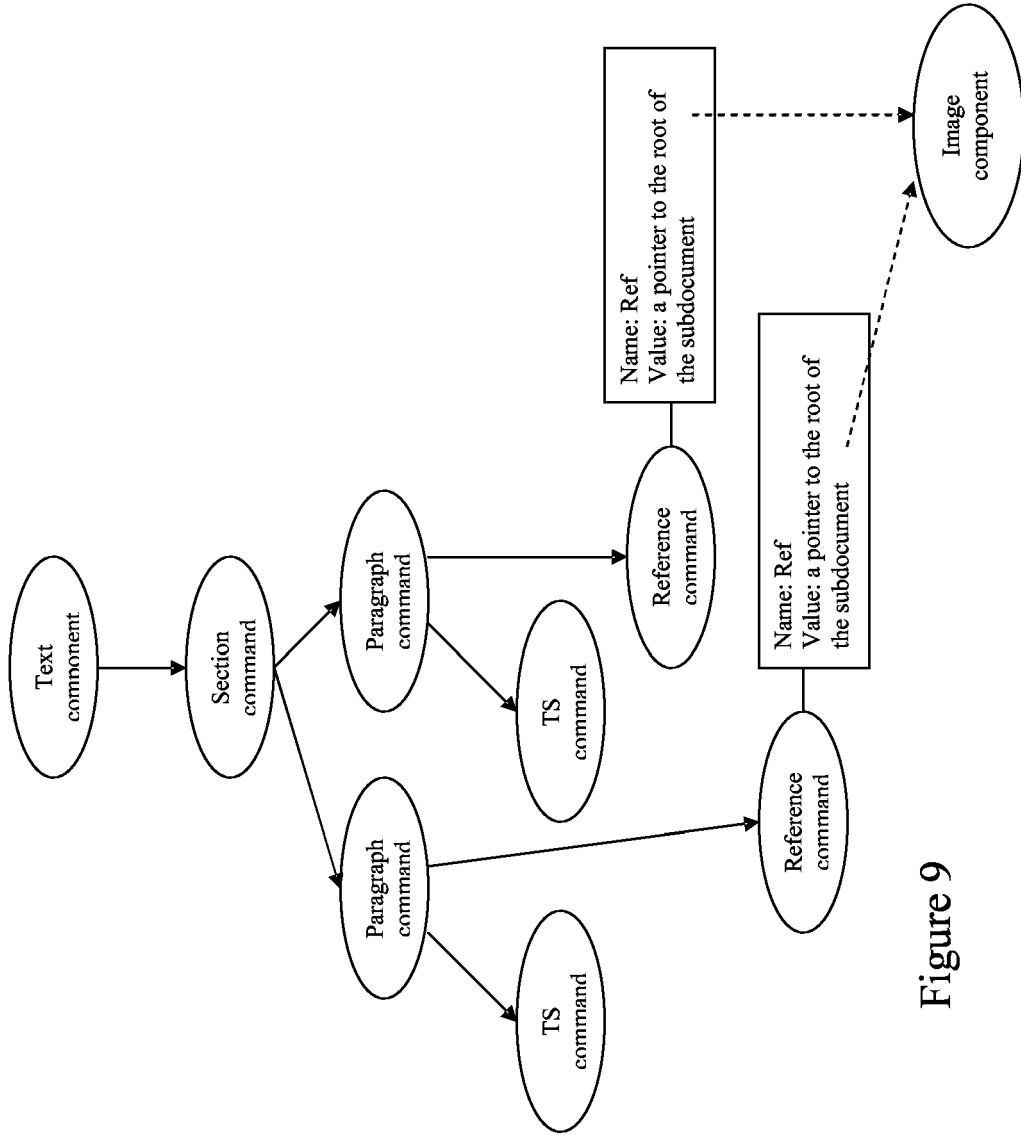 Text
component
Section
command
Paragraph
command
Paragraph
command
TS
command
TS
command
Reference
command
Name: Ref
Value: a pointer to the root of
the subdocument
Reference
command
Name: Ref
Value: a pointer to the root of
the subdocument
Image
component
Figure 9